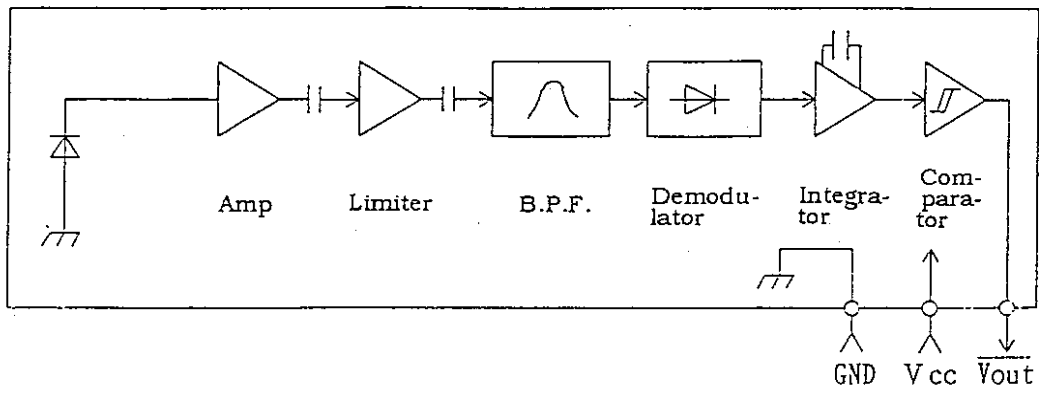 Amp
Limiter
B.P.F.
Demodu-
lator
Integra-
tor
Com-
para-
tor
GND
Vcc
Vout